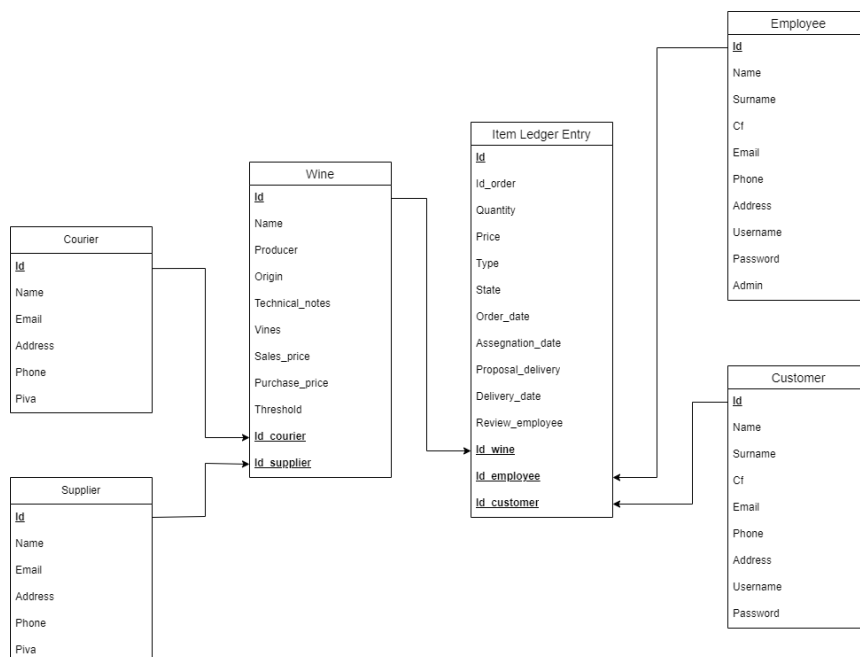 Courier
Id
Name
Email
Address
Phone
Piva
Supplier
Id
Name
Email
Address
Phone
Piva
Wine
Id
Name
Producer
Origin
Technical_notes
Vines
Sales_price
Purchase_price
Threshold
Id_courier
Id_supplier
Item Ledger Entry
Id
Id_order
Quantity
Price
Type
State
Order_date
Assegnation_date
Proposal_delivery
Delivery_date
Review_employee
Id_wine
Id_employee
Id_customer
Employee
Id
Name
Surname
Cf
Email
Phone
Address
Username
Password
Admin
Customer
Id
Name
Surname
Cf
Email
Phone
Address
Username
Password